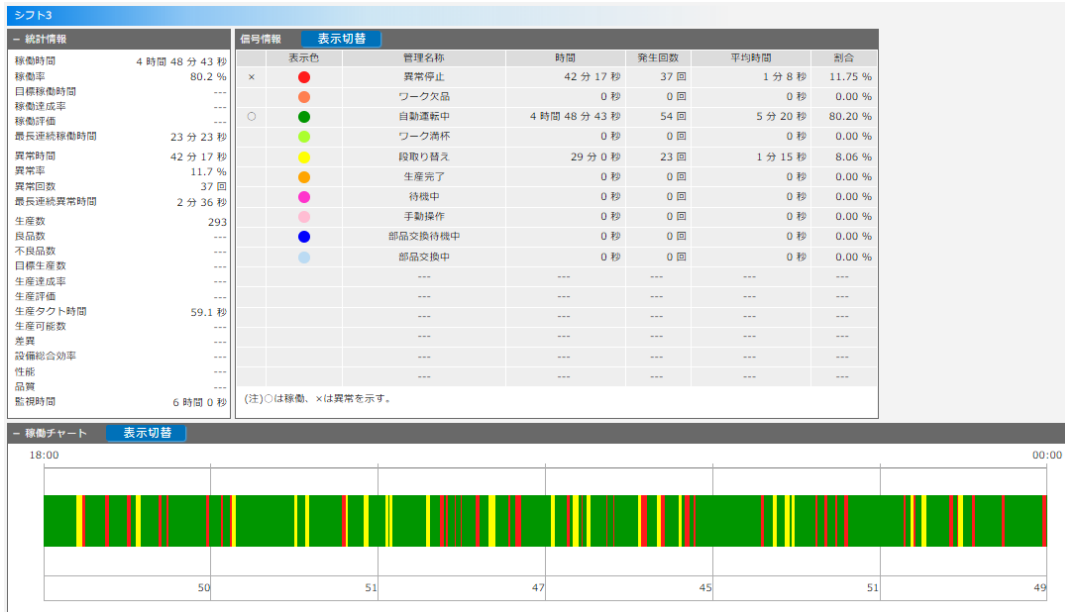 シフト3
− 統計情報
稼働時間 4 時間 48 分 43 秒
稼働率 80.2 %
目標稼働時間 ---
稼働達成率 ---
稼働評価 ---
最長連続稼働時間 23 分 23 秒
異常時間 42 分 17 秒
異常率 11.7 %
異常回数 37 回
最長連続異常時間 2 分 36 秒
生産数 293
良品数 ---
不良品数 ---
目標生産数 ---
生産達成率 ---
生産評価 ---
生産タクト時間 59.1 秒
生産可能数 ---
差異 ---
設備総合効率 ---
性能 ---
品質 ---
監視時間 6 時間 0 秒
信号情報 表示切替
表示色 管理名称 時間 発生回数 平均時間 割合
× 異常停止 42 分 17 秒 37 回 1 分 8 秒 11.75 %
ワーク欠品 0 秒 0 回 0 秒 0.00 %
○ 自動運転中 4 時間 48 分 43 秒 54 回 5 分 20 秒 80.20 %
ワーク満杯 0 秒 0 回 0 秒 0.00 %
段取り替え 29 分 0 秒 23 回 1 分 15 秒 8.06 %
生産完了 0 秒 0 回 0 秒 0.00 %
待機中 0 秒 0 回 0 秒 0.00 %
手動操作 0 秒 0 回 0 秒 0.00 %
部品交換待機中 0 秒 0 回 0 秒 0.00 %
部品交換中 0 秒 0 回 0 秒 0.00 %
--- --- --- --- ---
--- --- --- --- ---
--- --- --- --- ---
--- --- --- --- ---
--- --- --- --- ---
--- --- --- --- ---
(注)○は稼働、×は異常を示す。
− 稼働チャート 表示切替
18:00 00:00
50 51 47 45 51 49